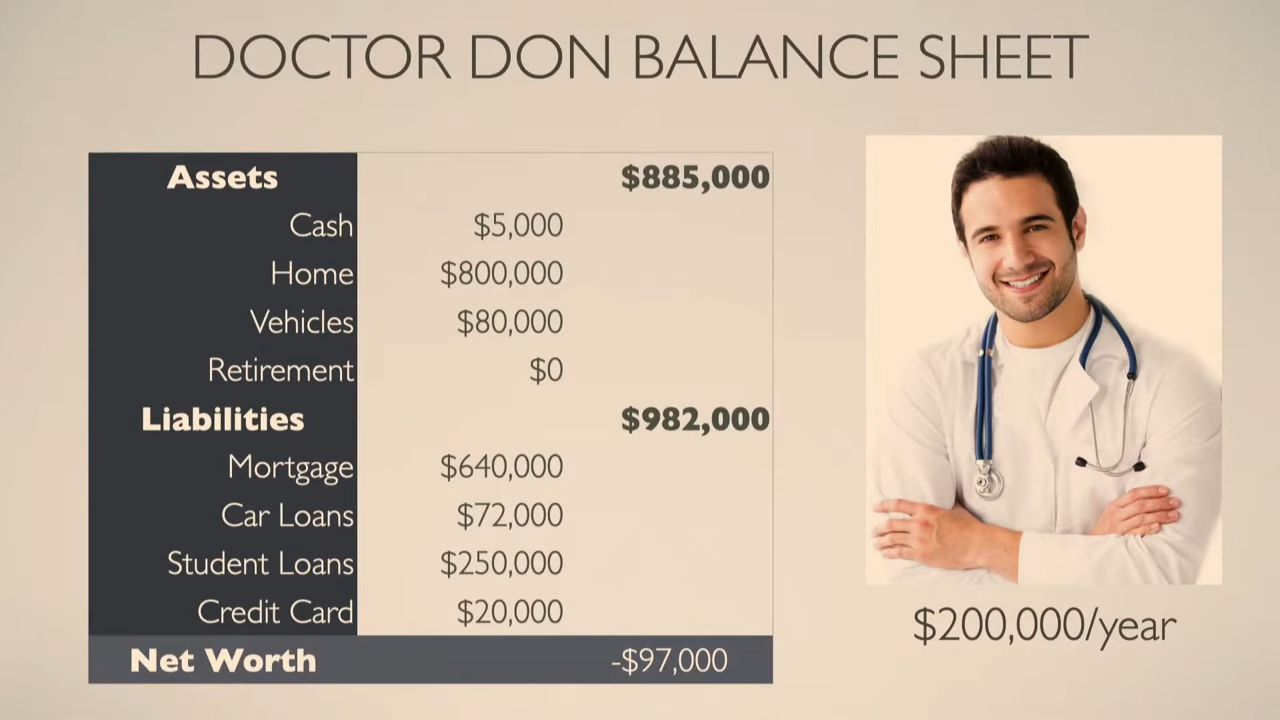 DOCTOR DON BALANCE SHEET
Assets $885,000
Cash $5,000
Home $800,000
Vehicles $80,000
Retirement $0
Liabilities $982,000
Mortgage $640,000
Car Loans $72,000
Student Loans $250,000
Credit Card $20,000
Net Worth -$97,000
$200,000/year